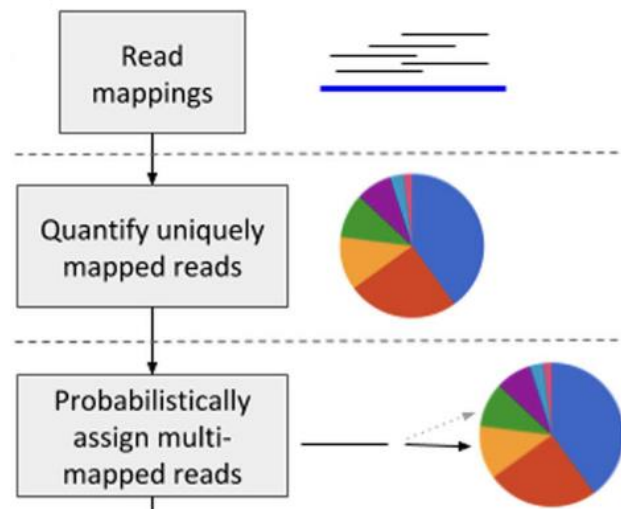 Read
mappings
Quantify uniquely
mapped reads
Probabilistically
assign multi-
mapped reads